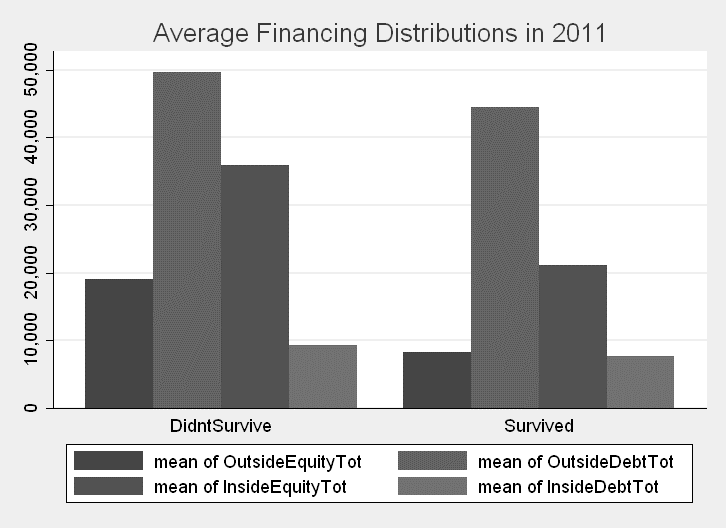 Average Financing Distributions in 2011
50,000
40,000
30,000
20,000
10,000
0
DidntSurvive Survived
mean of OutsideEquityTot mean of OutsideDebtTot
mean of InsideEquityTot mean of InsideDebtTot